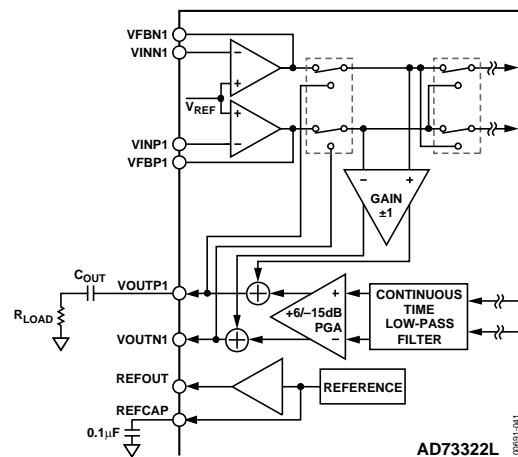 VFBN1
VINN1
VREF
VINP1
VFBP1
GAIN
±1
COUT
VOUTP1
RLOAD
+6/–15dB
PGA
CONTINUOUS
TIME
LOW-PASS
FILTER
VOUTN1
REFOUT
REFERENCE
REFCAP
0.1µF
AD73322L
00691-041